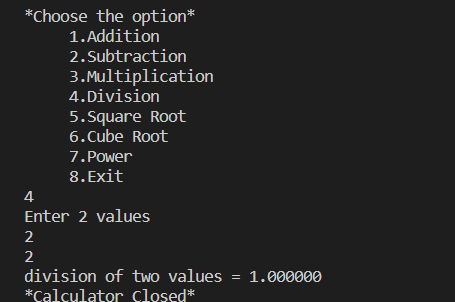 *Choose the option*
1.Addition
2.Subtraction
3.Multiplication
4.Division
5.Square Root
6.Cube Root
7.Power
8.Exit
4
Enter 2 values
2
2
division of two values = 1.000000
*Calculator Closed*